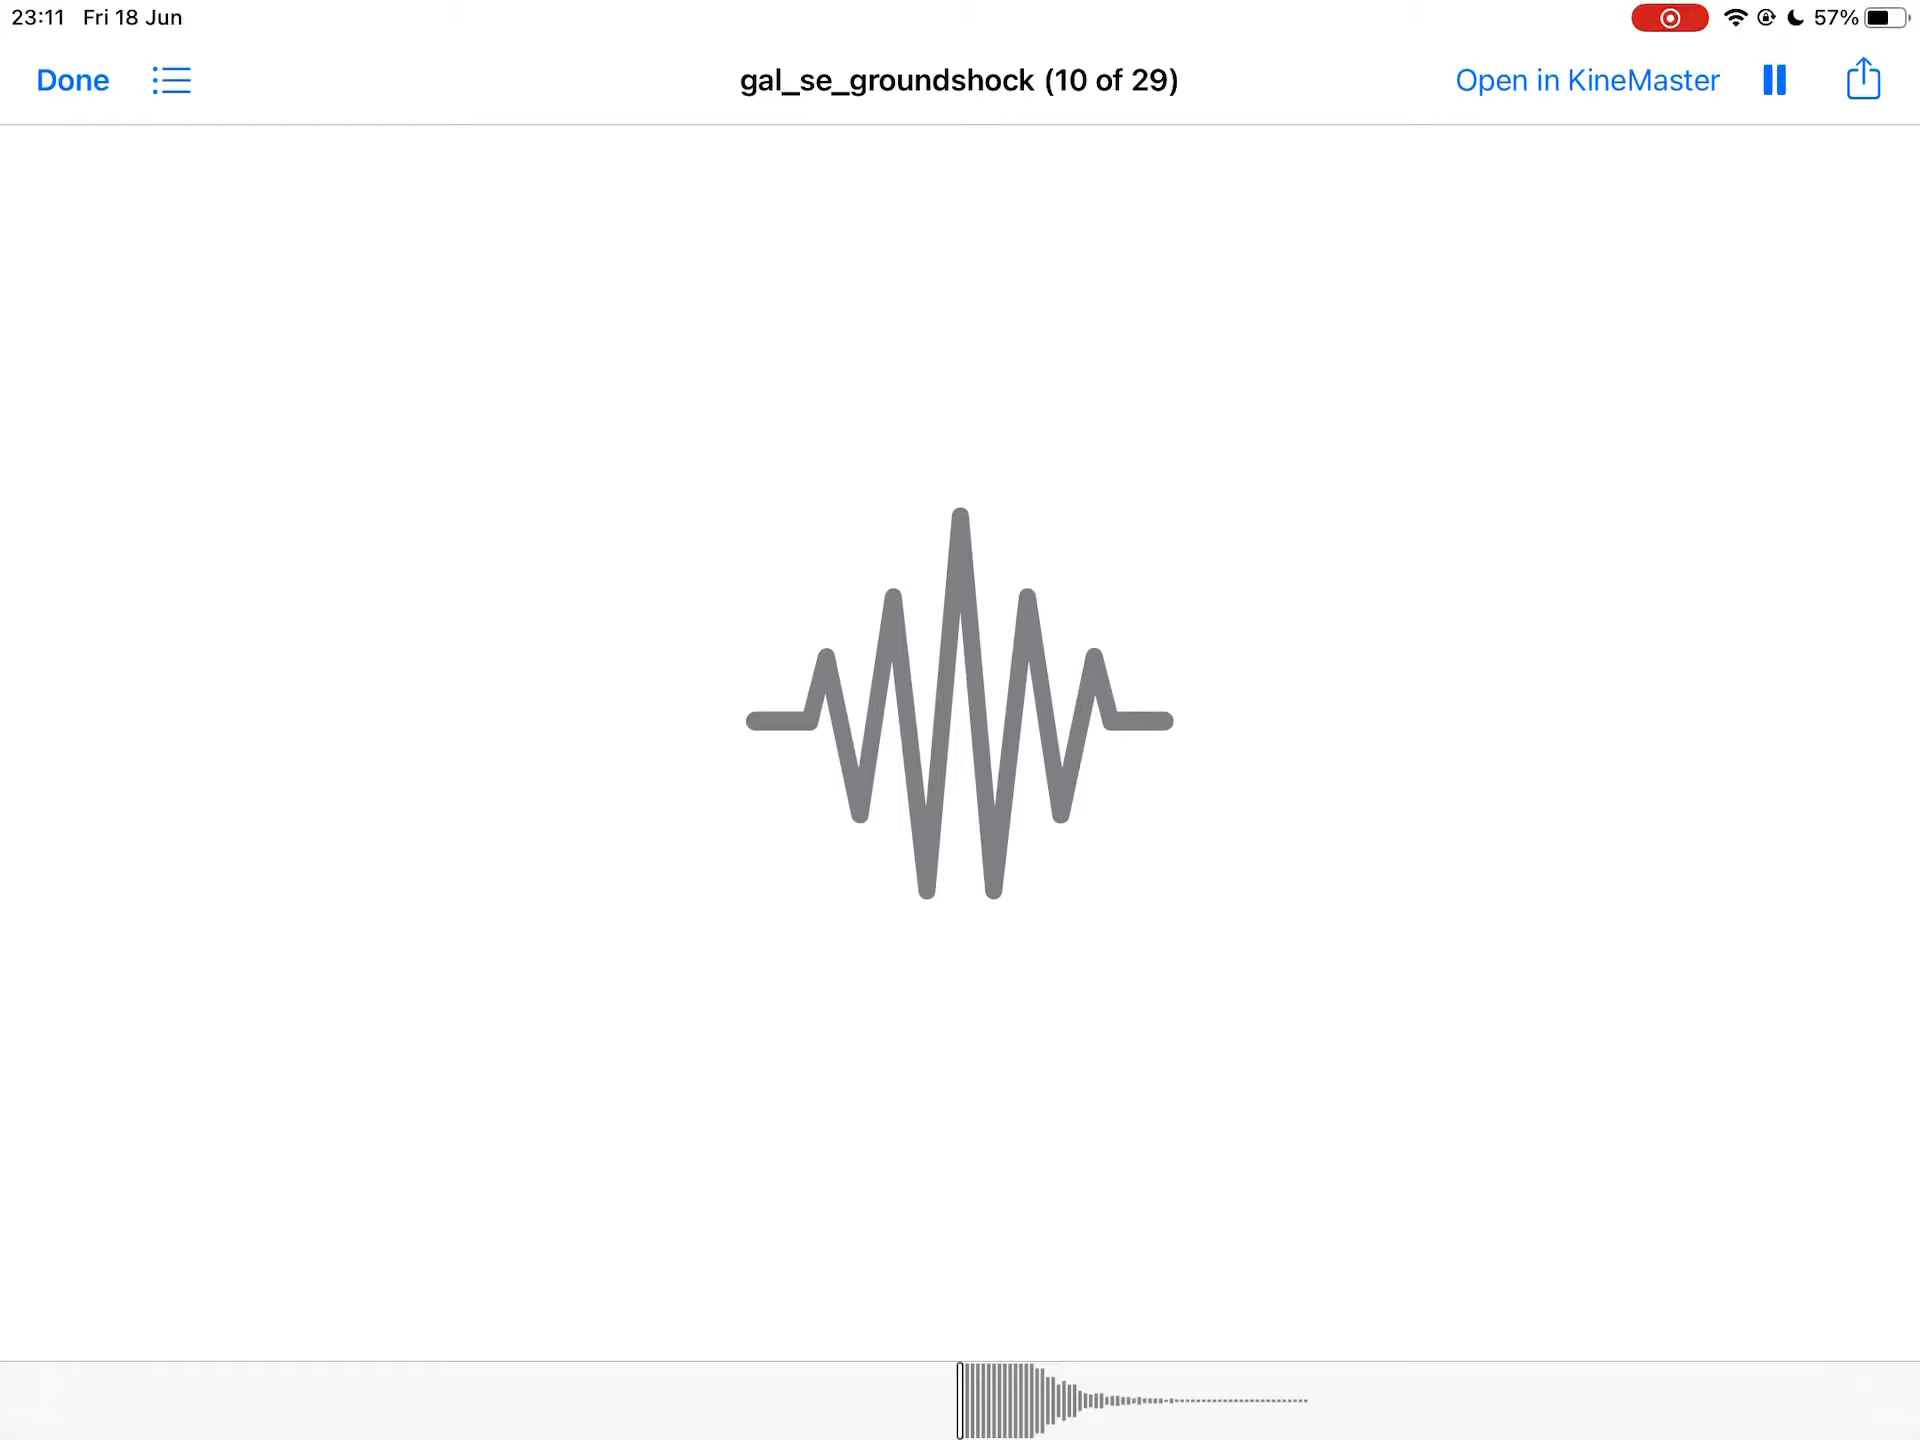 23:11 Fri 18 Jun 57%
Done gal_se_groundshock (10 of 29) Open in KineMaster